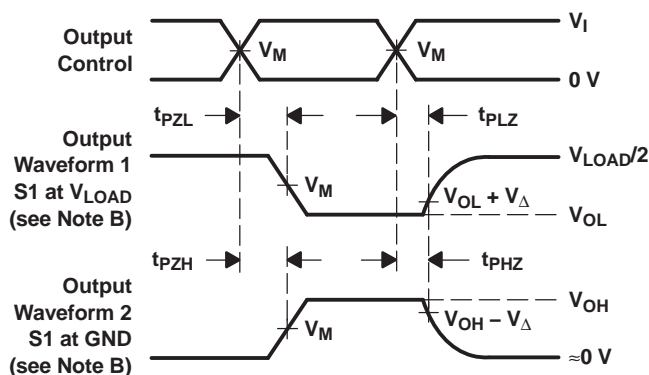 Output
Control
V_M
V_M
V_I
0 V
t_PZL
t_PLZ
Output
Waveform 1
S1 at V_LOAD
(see Note B)
V_M
V_LOAD/2
V_OL + V_Δ
V_OL
t_PZH
t_PHZ
Output
Waveform 2
S1 at GND
(see Note B)
V_M
V_OH
V_OH – V_Δ
≈0 V